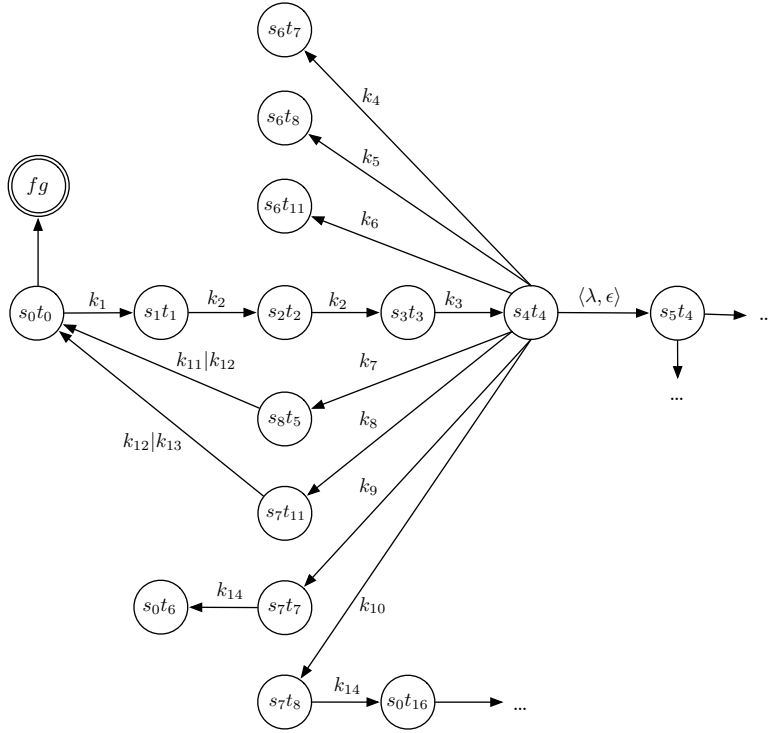 s₆t₇
k₄
s₆t₈
k₅
fg
s₆t₁₁
k₆
s₀t₀ k₁ s₁t₁ k₂ s₂t₂ k₂ s₃t₃ k₃ s₄t₄ ⟨λ, ϵ⟩ s₅t₄ ..
k₁₁|k₁₂ k₇
...
s₈t₅
k₁₂|k₁₃ k₈
k₉
s₇t₁₁
s₀t₆ k₁₄ s₇t₇
k₁₀
s₇t₈ k₁₄ s₀t₁₆ ...